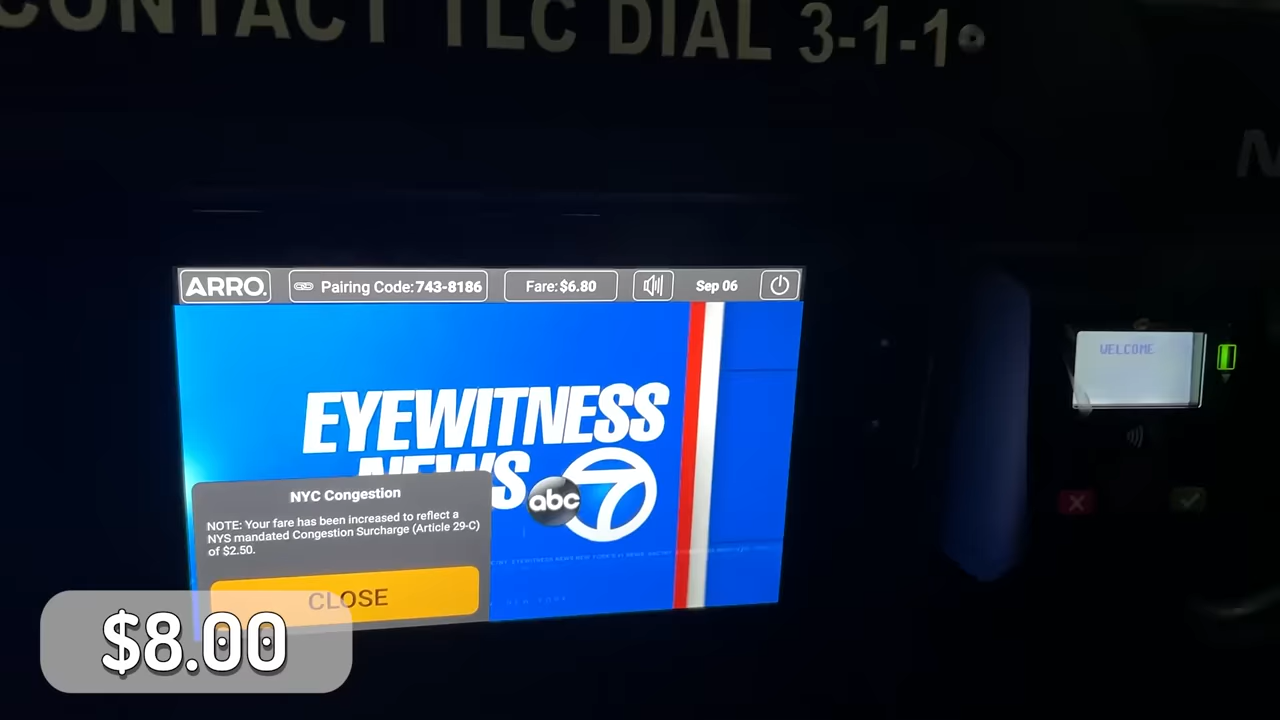 CONTACT TLC DIAL 3-1-1
ARRO.
Pairing Code: 743-8186
Fare: $6.80
Sep 06
WELCOME
EYEWITNESS
NEWS
abc 7
NYC Congestion
NOTE: Your fare has been increased to reflect a
NYS mandated Congestion Surcharge (Article 29-C)
of $2.50.
CLOSE
$8.00